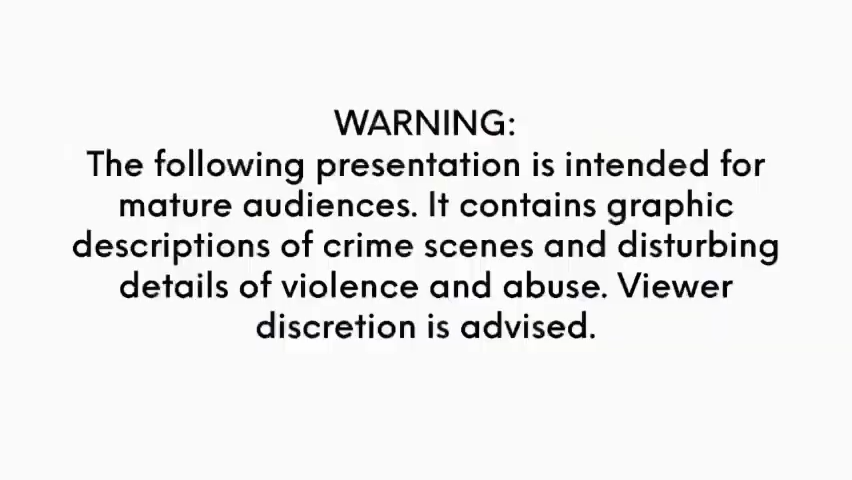 WARNING:
The following presentation is intended for
mature audiences. It contains graphic
descriptions of crime scenes and disturbing
details of violence and abuse. Viewer
discretion is advised.